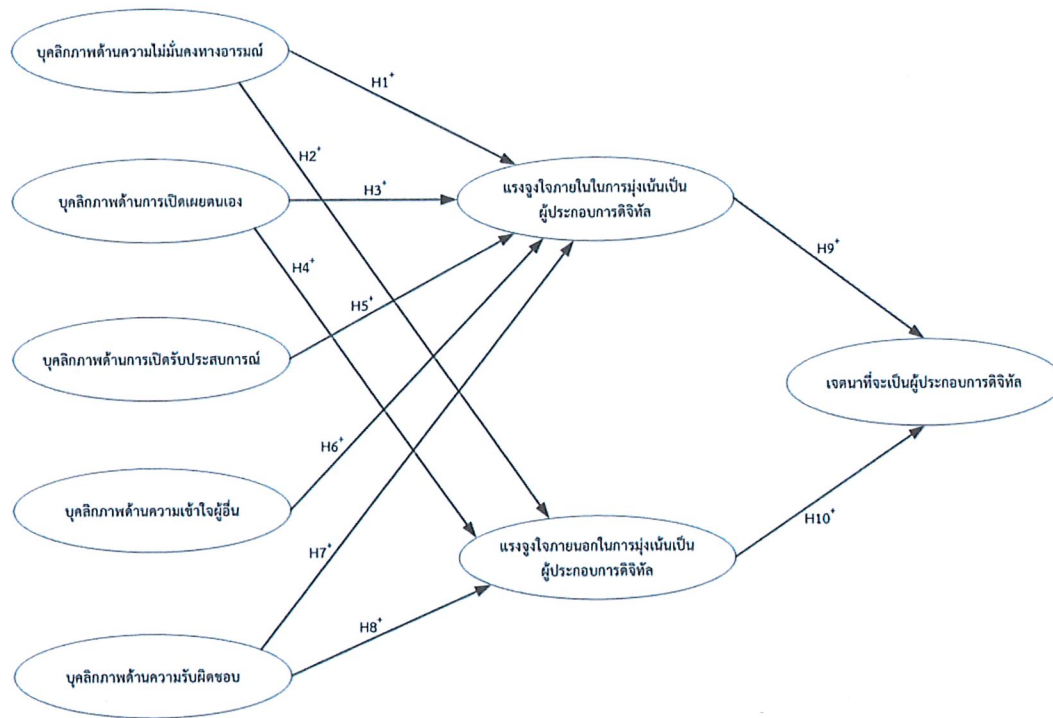 บุคลิกภาพด้านความไม่มั่นคงทางอารมณ์
H1+
H2+
บุคลิกภาพด้านการเปิดเผยตนเอง
H3+
แรงจูงใจภายในในการมุ่งเน้นเป็น
ผู้ประกอบการดิจิทัล
H9+
H4+
H5+
บุคลิกภาพด้านการเปิดรับประสบการณ์
เจตนาที่จะเป็นผู้ประกอบการดิจิทัล
H6+
บุคลิกภาพด้านความเข้าใจผู้อื่น
H7+
แรงจูงใจภายนอกในการมุ่งเน้นเป็น
ผู้ประกอบการดิจิทัล
H10+
H8+
บุคลิกภาพด้านความรับผิดชอบ